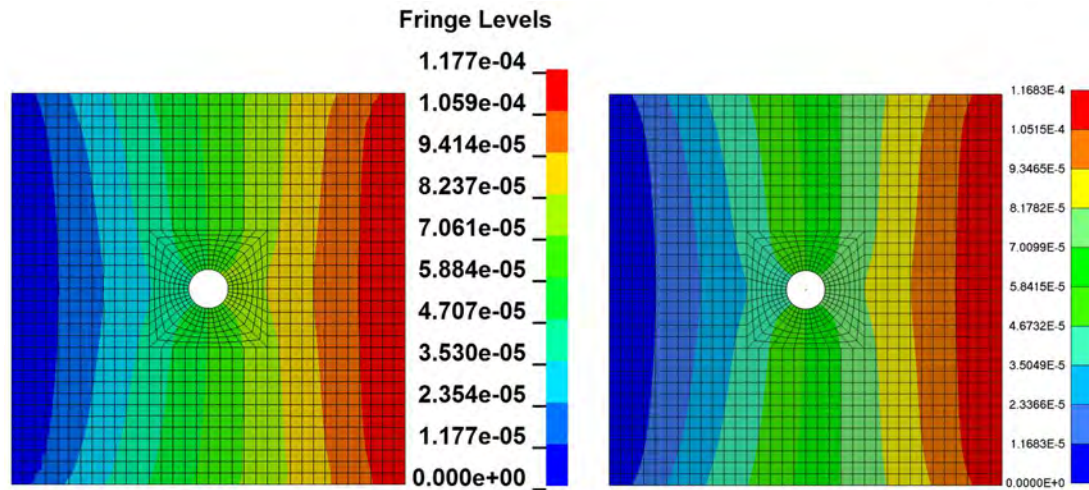 Fringe Levels
1.177e-04
1.059e-04
9.414e-05
8.237e-05
7.061e-05
5.884e-05
4.707e-05
3.530e-05
2.354e-05
1.177e-05
0.000e+00
1.1683E-4
1.0515E-4
9.3465E-5
8.1782E-5
7.0099E-5
5.8415E-5
4.6732E-5
3.5049E-5
2.3366E-5
1.1683E-5
0.0000E+0